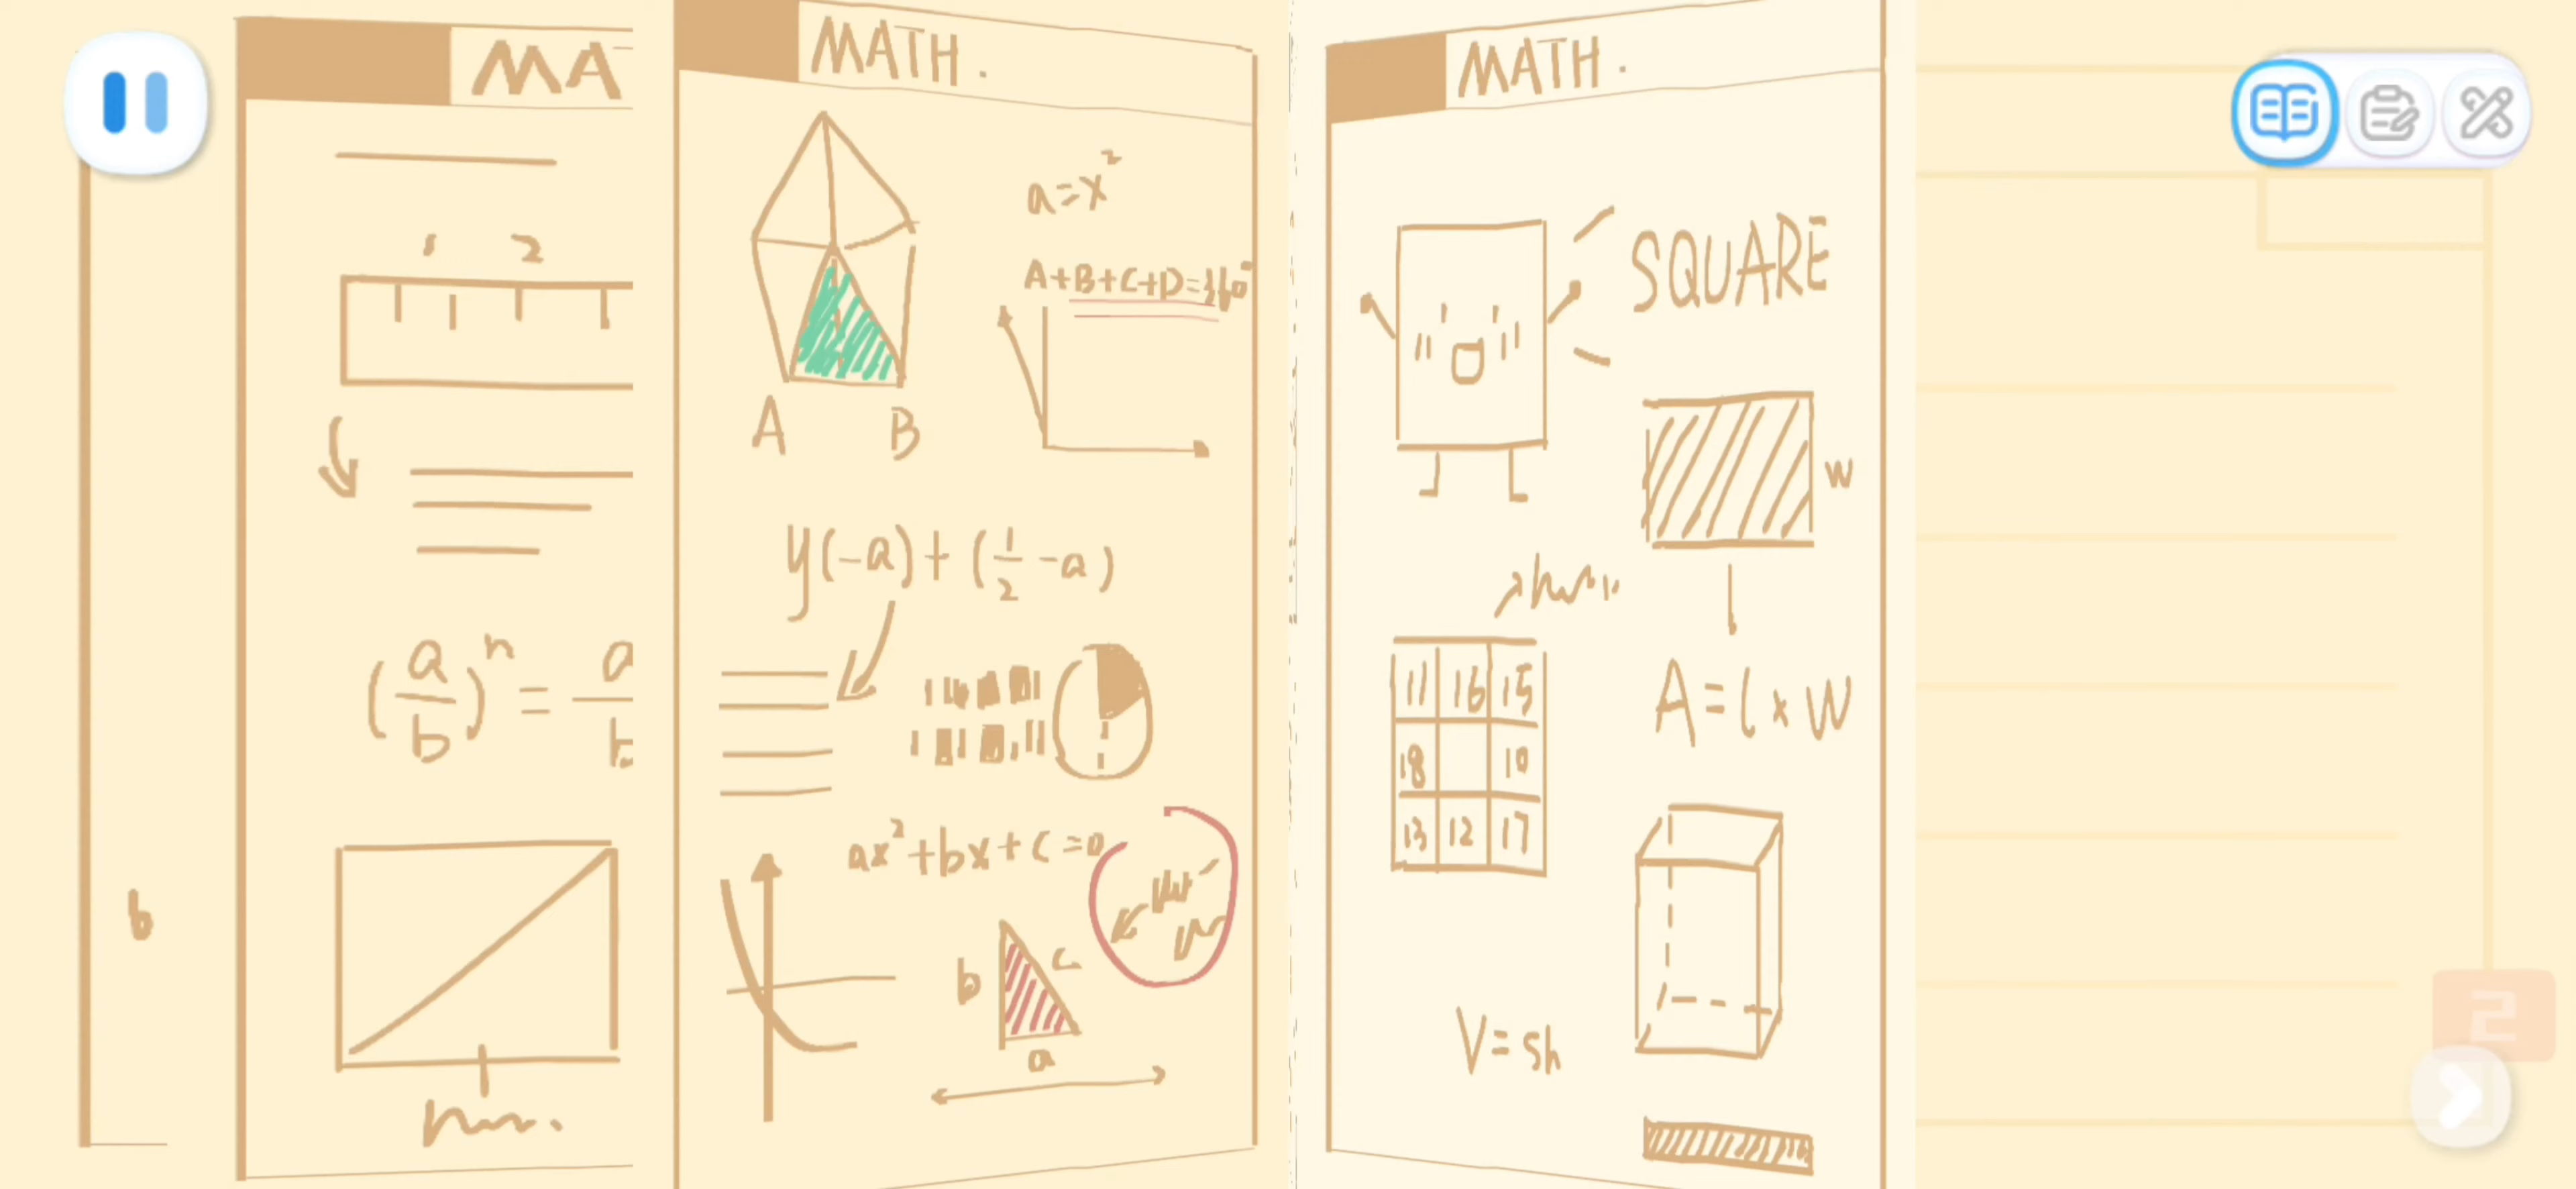 b
MA
1 2
(a/b)^n = a/b
MATH.
a=x²
A+B+C+D=360°
A B
y(-a)+(1/2-a)
ax²+bx+c=0
b c
a
MATH.
SQUARE
w
11 16 15
18 10
13 12 17
A=l×W
V=sh
2